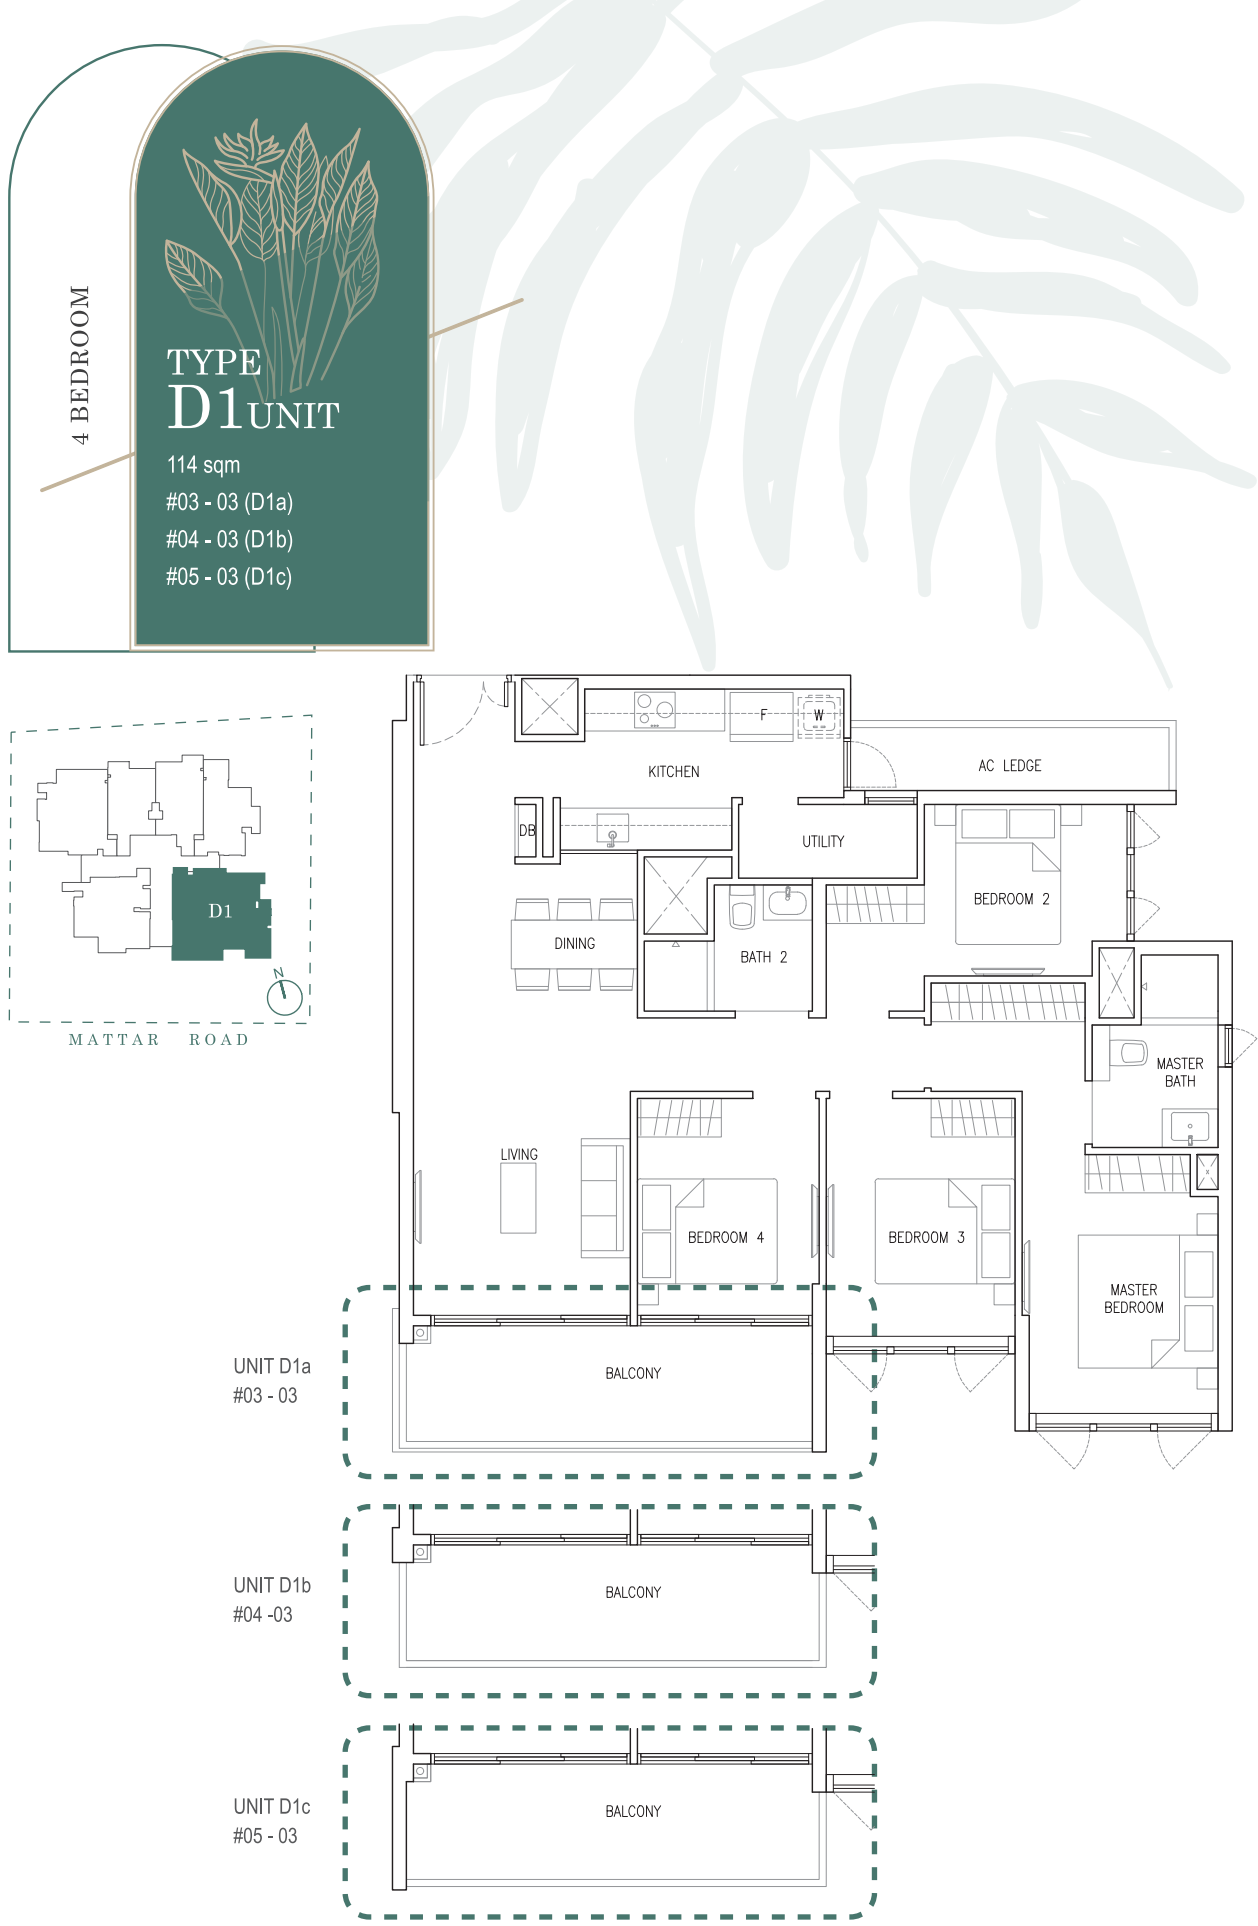 4 BEDROOM
TYPE
D1 UNIT
114 sqm
#03 - 03 (D1a)
#04 - 03 (D1b)
#05 - 03 (D1c)
D1
N
MATTAR ROAD
F
W
KITCHEN
AC LEDGE
DB
UTILITY
BEDROOM 2
DINING
BATH 2
MASTER
BATH
LIVING
BEDROOM 4
BEDROOM 3
MASTER
BEDROOM
UNIT D1a
#03 - 03
BALCONY
UNIT D1b
#04 -03
BALCONY
UNIT D1c
#05 - 03
BALCONY